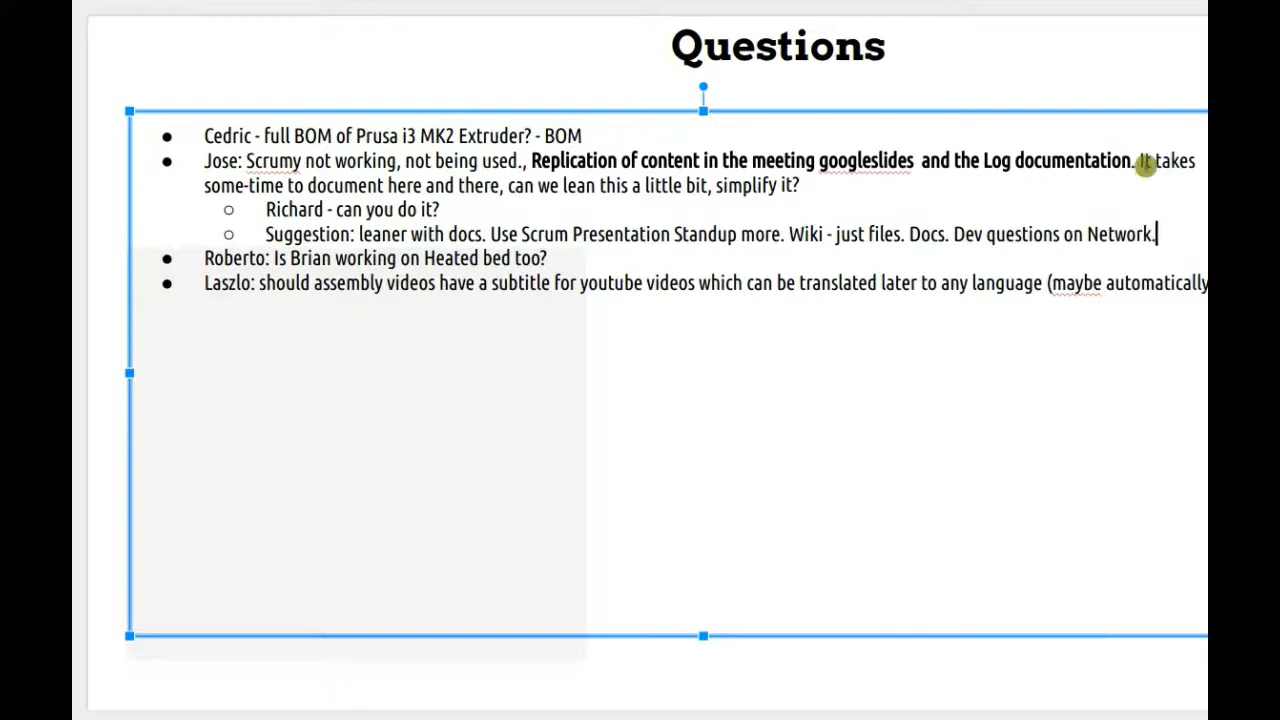 Questions
● Cedric - full BOM of Prusa i3 MK2 Extruder? - BOM
● Jose: Scrumy not working, not being used., Replication of content in the meeting googleslides and the Log documentation. It takes
some-time to document here and there, can we lean this a little bit, simplify it?
○ Richard - can you do it?
○ Suggestion: leaner with docs. Use Scrum Presentation Standup more. Wiki - just files. Docs. Dev questions on Network.
● Roberto: Is Brian working on Heated bed too?
● Laszlo: should assembly videos have a subtitle for youtube videos which can be translated later to any language (maybe automatically